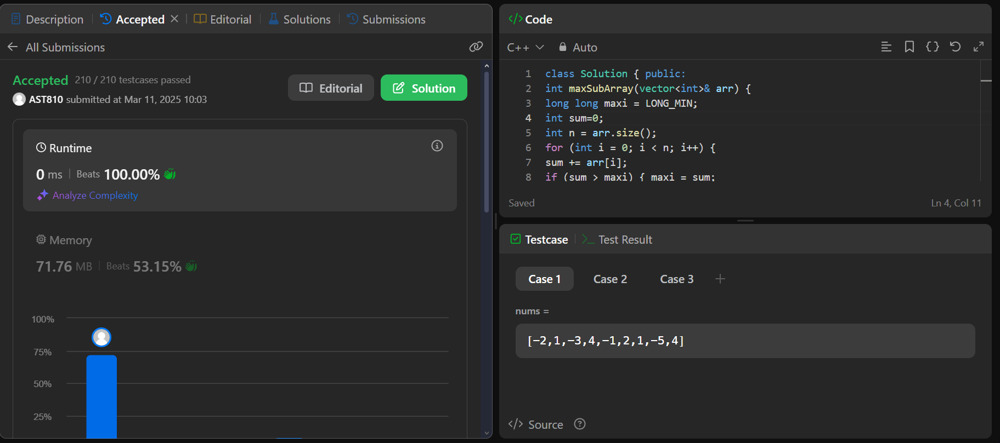 Description Accepted Editorial Solutions Submissions
All Submissions
Accepted 210 / 210 testcases passed
AST810 submitted at Mar 11, 2025 10:03
Editorial
Solution
Runtime
0 ms Beats 100.00%
Analyze Complexity
Memory
71.76 MB Beats 53.15%
100%
75%
50%
25%
</> Code
C++ Auto
1 class Solution { public:
2 int maxSubArray(vector<int>& arr) {
3 long long maxi = LONG_MIN;
4 int sum=0;
5 int n = arr.size();
6 for (int i = 0; i < n; i++) {
7 sum += arr[i];
8 if (sum > maxi) { maxi = sum;
Saved Ln 4, Col 11
Testcase >_ Test Result
Case 1 Case 2 Case 3 +
nums =
[-2,1,-3,4,-1,2,1,-5,4]
</> Source ?